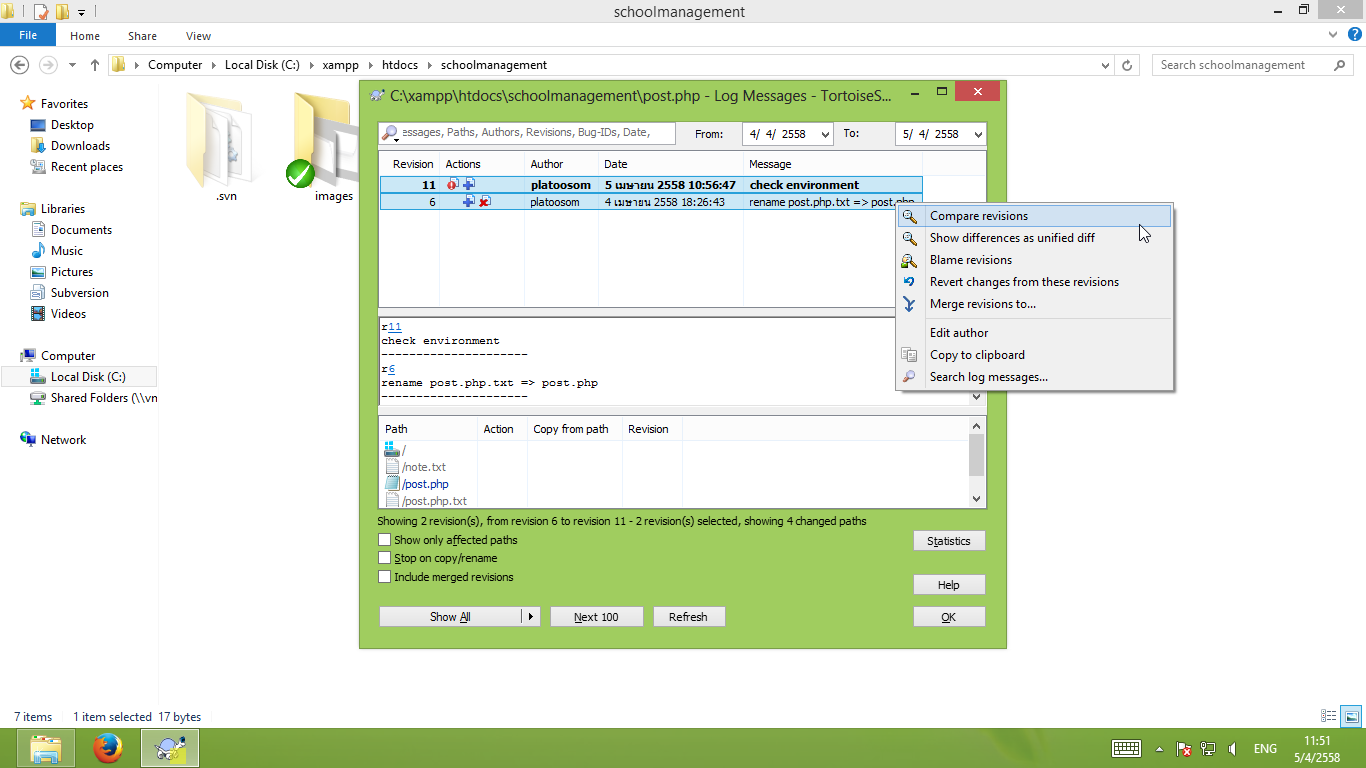 schoolmanagement
File Home Share View
Computer Local Disk (C:) xampp htdocs schoolmanagement
Search schoolmanagement
Favorites
Desktop
Downloads
Recent places
Libraries
Documents
Music
Pictures
Subversion
Videos
Computer
Local Disk (C:)
Shared Folders (\\vn
Network
.svn
images
C:\xampp\htdocs\schoolmanagement\post.php - Log Messages - TortoiseS...
essages, Paths, Authors, Revisions, Bug-IDs, Date,
From: 4/ 4/ 2558 To: 5/ 4/ 2558
Revision Actions Author Date Message
11 platoosom 5 เมษายน 2558 10:56:47 check environment
6 platoosom 4 เมษายน 2558 18:26:43 rename post.php.txt => post.php
Compare revisions
Show differences as unified diff
Blame revisions
Revert changes from these revisions
Merge revisions to...
Edit author
Copy to clipboard
Search log messages...
r11
check environment
---------------------
r6
rename post.php.txt => post.php
---------------------
Path Action Copy from path Revision
/
/note.txt
/post.php
/post.php.txt
Showing 2 revision(s), from revision 6 to revision 11 - 2 revision(s) selected, showing 4 changed paths
Show only affected paths
Stop on copy/rename
Include merged revisions
Statistics
Help
Show All Next 100 Refresh OK
7 items 1 item selected 17 bytes
ENG
11:51
5/4/2558